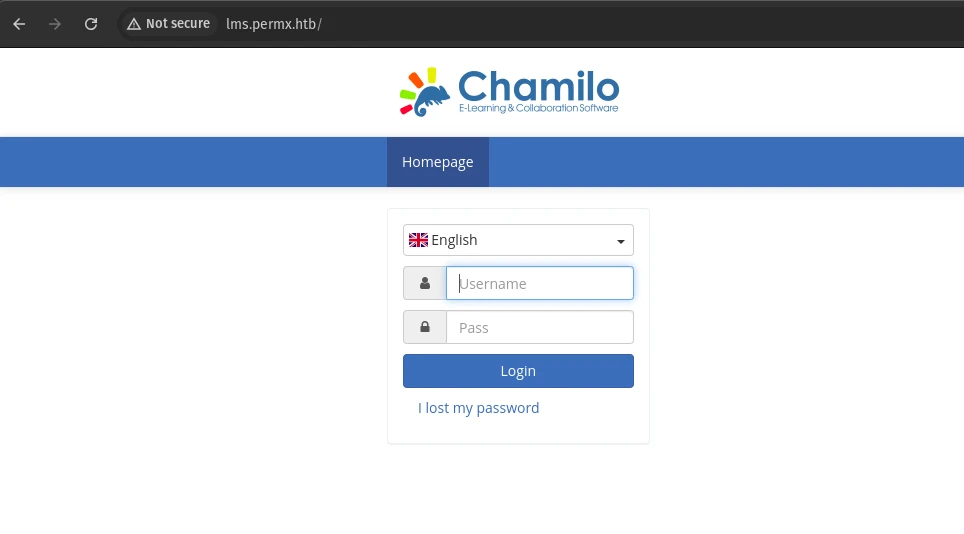 Not secure lms.permx.htb/
Chamilo
E-Learning & Collaboration Software
Homepage
English
Username
Pass
Login
I lost my password